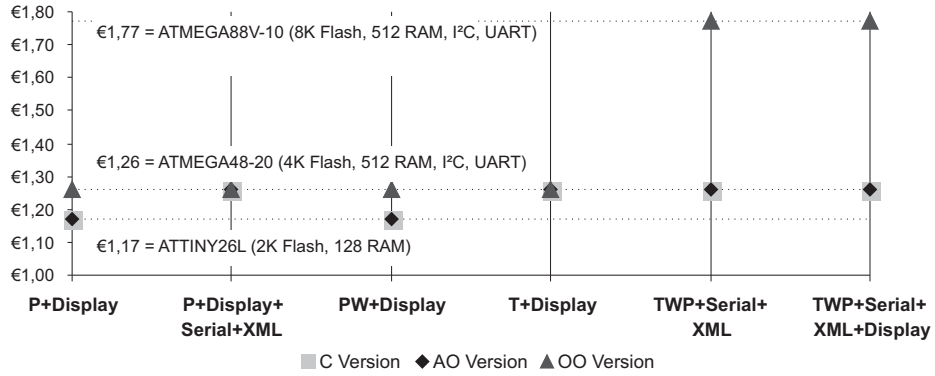 €1,80
€1,77 = ATMEGA88V-10 (8K Flash, 512 RAM, I²C, UART)
€1,70
€1,60
€1,50
€1,40
€1,26 = ATMEGA48-20 (4K Flash, 512 RAM, I²C, UART)
€1,30
€1,20
€1,10
€1,17 = ATTINY26L (2K Flash, 128 RAM)
€1,00
P+Display
P+Display+
Serial+XML
PW+Display
T+Display
TWP+Serial+
XML
TWP+Serial+
XML+Display
C Version AO Version OO Version